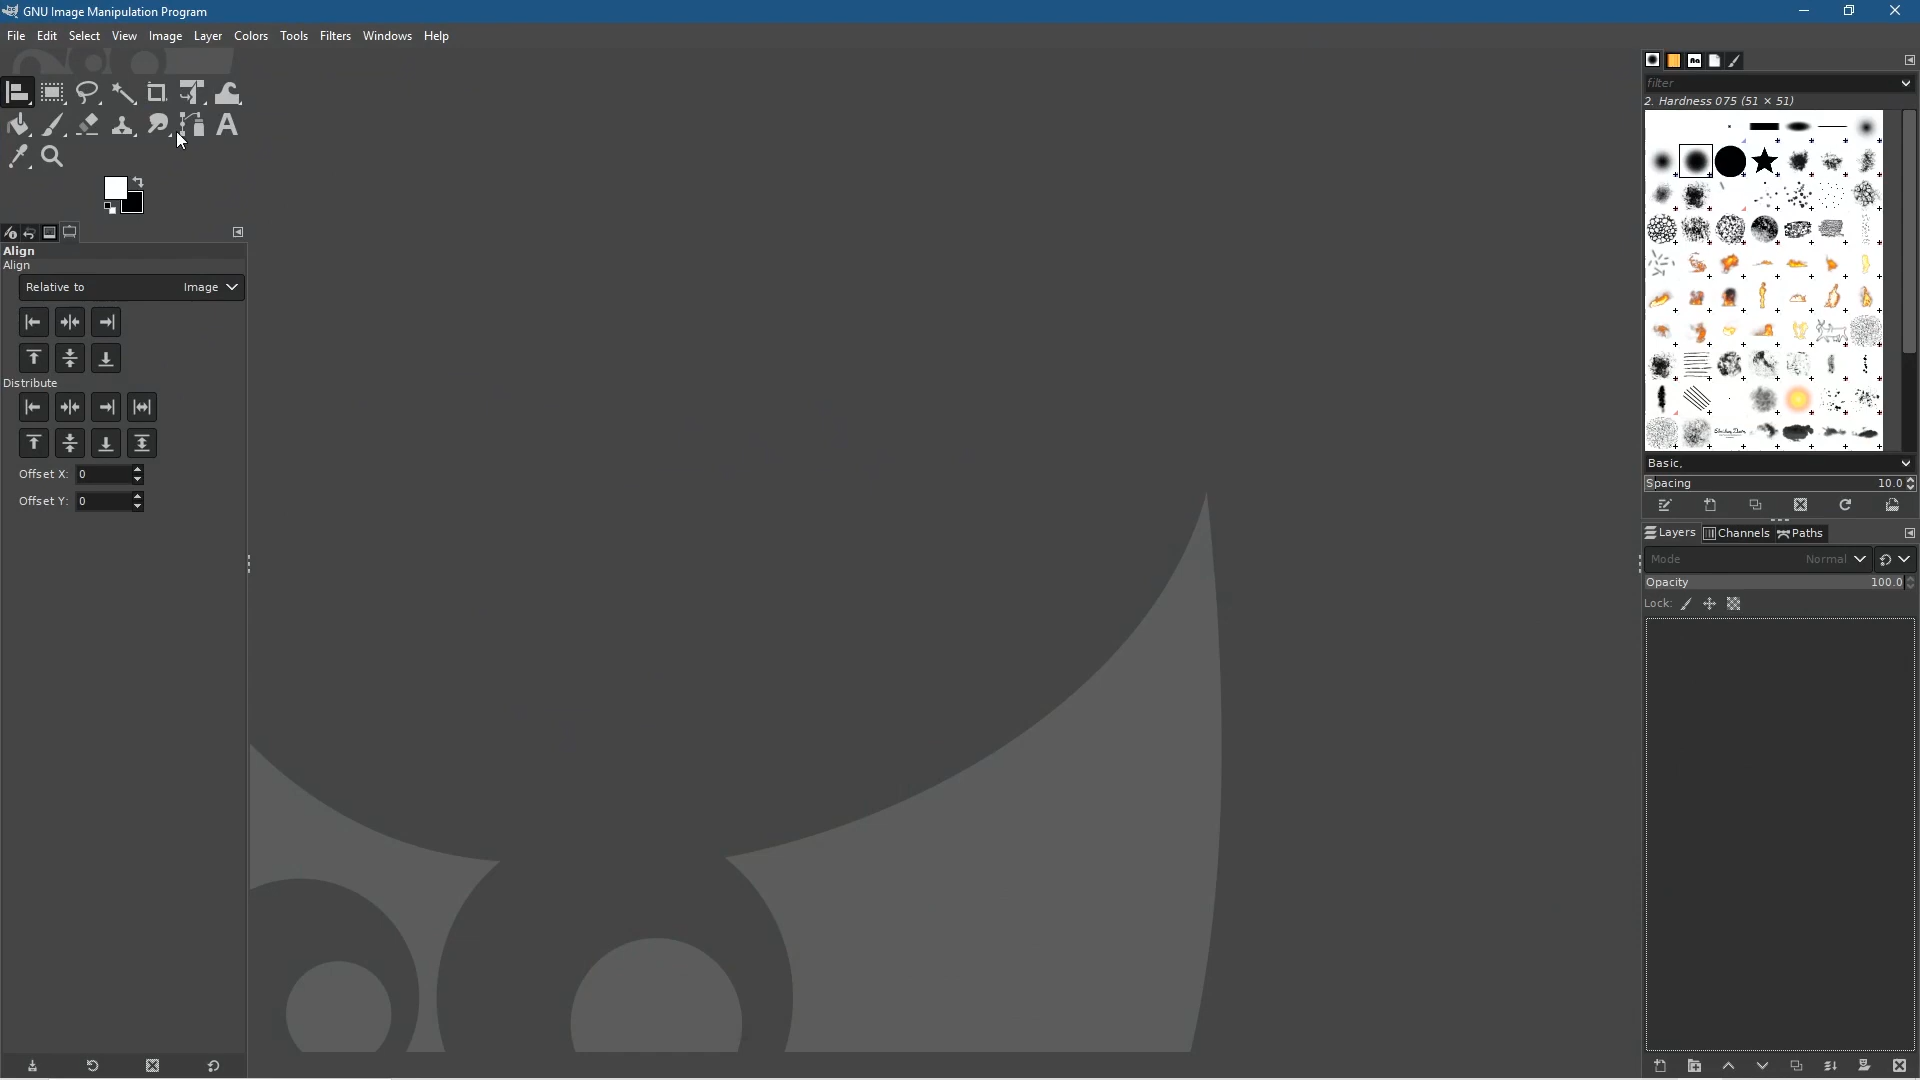 GNU Image Manipulation Program
File Edit Select View Image Layer Colors Tools Filters Windows Help
filter
2. Hardness 075 (51 × 51)
Align
Align
Relative to Image
Distribute
Offset X: 0
Offset Y: 0
Basic,
Spacing 10.0
Layers Channels Paths
Mode Normal
Opacity 100.0
Lock: